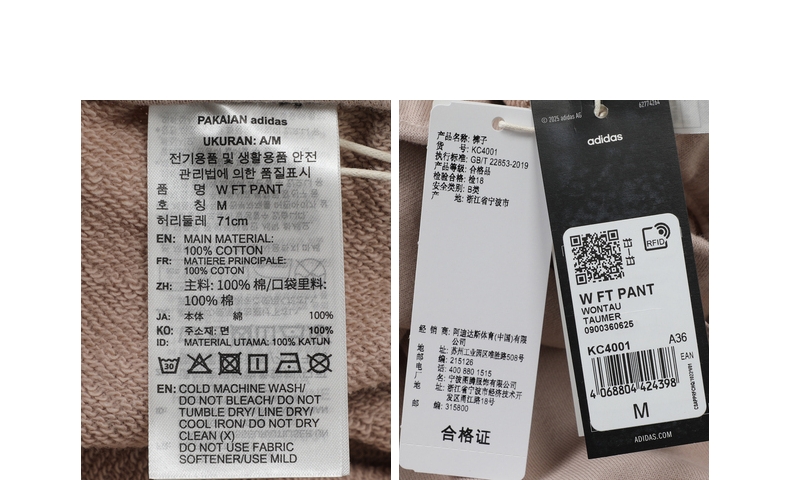 PAKAIAN adidas
UKURAN: A/M
전기용품 및 생활용품 안전
관리법에 의한 품질표시
품 명 W FT PANT
호 칭 M
허리둘레 71cm
EN: MAIN MATERIAL:
100% COTTON
FR: MATIERE PRINCIPALE:
100% COTON
ZH: 主料: 100% 棉/口袋里料:
100% 棉
JA: 本体 綿 100%
KO: 주소재: 면 100%
ID: MATERIAL UTAMA: 100% KATUN
30
EN: COLD MACHINE WASH/
DO NOT BLEACH/ DO NOT
TUMBLE DRY/ LINE DRY/
COOL IRON/ DO NOT DRY
CLEAN (X)
DO NOT USE FABRIC
SOFTENER/USE MILD
产品名称: 裤子
货 号: KC4001
执行标准: GB/T 22853-2019
产品等级: 合格品
检验合格: 检18
安全类别: B类
产 地: 浙江省宁波市
经 销 商: 阿迪达斯体育(中国)有限
公司
地 址: 苏州工业园区唯胜路508号
邮 编: 215126
电 话: 400 880 1515
厂 名: 宁波图腾服饰有限公司
地 址: 浙江省宁波市经济技术开
发区甬江路18号
邮 编: 315800
合格证
© 2025 adidas AG
62774264
adidas
RFID
W FT PANT
WONTAU
TAUMER
0900360625
KC4001 A36
EAN
4 068804 424398
M
ADIDAS.COM